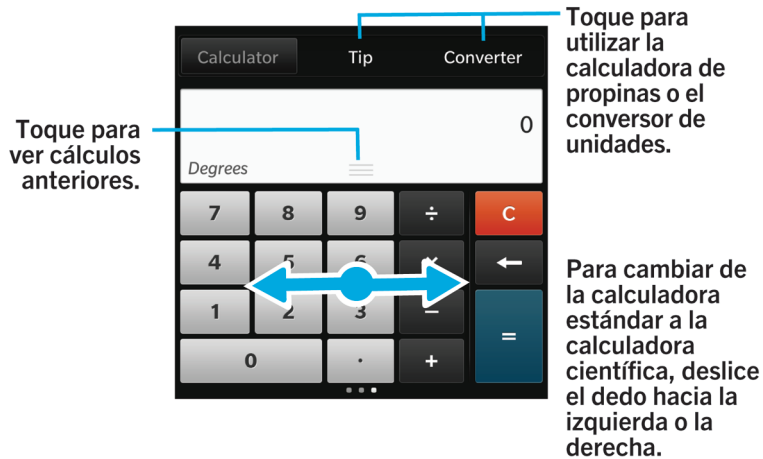 Toque para
utilizar la
calculadora de
propinas o el
conversor de
unidades.
Calculator Tip Converter
0
Degrees
Toque para
ver cálculos
anteriores.
7 8 9 ÷ C
4 5 6 × ←
1 2 3 − =
0 . +
Para cambiar de
la calculadora
estándar a la
calculadora
científica, deslice
el dedo hacia la
izquierda o la
derecha.